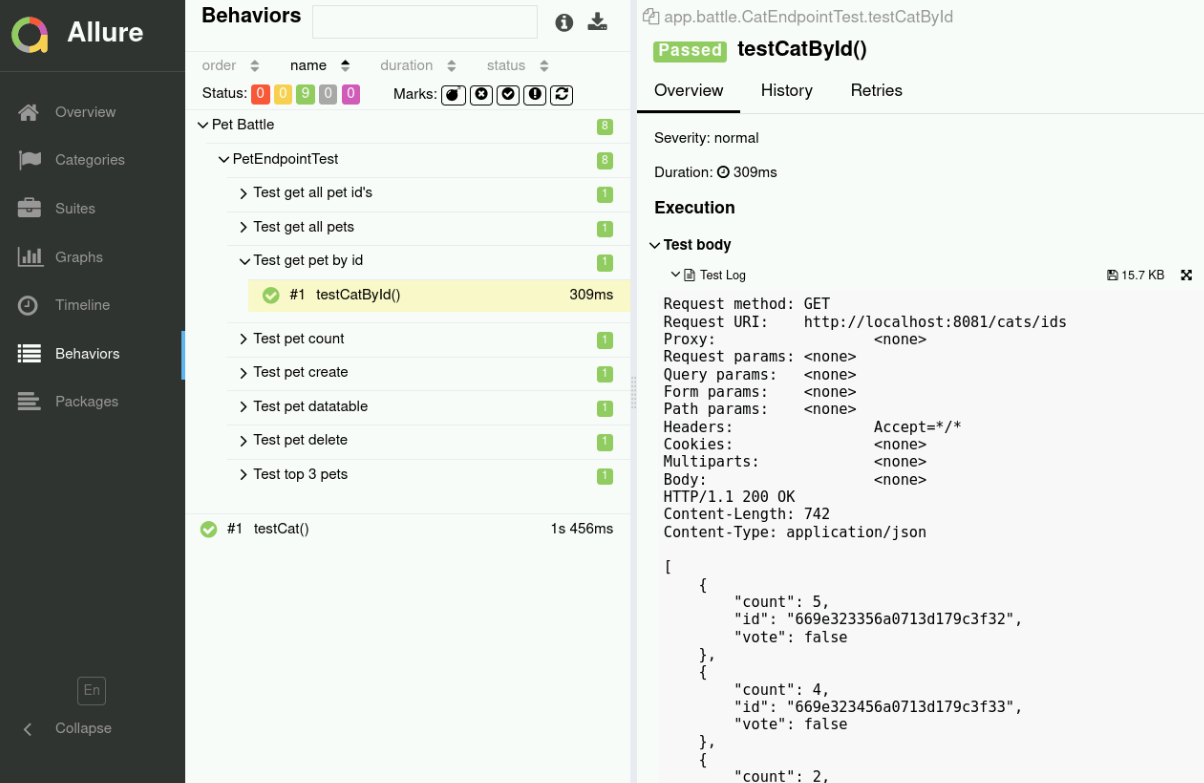 Allure
Overview
Categories
Suites
Graphs
Timeline
Behaviors
Packages
En
Collapse
Behaviors
order name duration status
Status: 0 0 9 0 0 Marks:
Pet Battle 8
PetEndpointTest 8
Test get all pet id's 1
Test get all pets 1
Test get pet by id 1
#1 testCatById() 309ms
Test pet count 1
Test pet create 1
Test pet datatable 1
Test pet delete 1
Test top 3 pets 1
#1 testCat() 1s 456ms
app.battle.CatEndpointTest.testCatById
Passed testCatById()
Overview History Retries
Severity: normal
Duration: 309ms
Execution
Test body
Test Log 15.7 KB
Request method: GET
Request URI: http://localhost:8081/cats/ids
Proxy: <none>
Request params: <none>
Query params: <none>
Form params: <none>
Path params: <none>
Headers: Accept=*/*
Cookies: <none>
Multiparts: <none>
Body: <none>
HTTP/1.1 200 OK
Content-Length: 742
Content-Type: application/json
[
{
"count": 5,
"id": "669e323356a0713d179c3f32",
"vote": false
},
{
"count": 4,
"id": "669e323456a0713d179c3f33",
"vote": false
},
{
"count": 2,